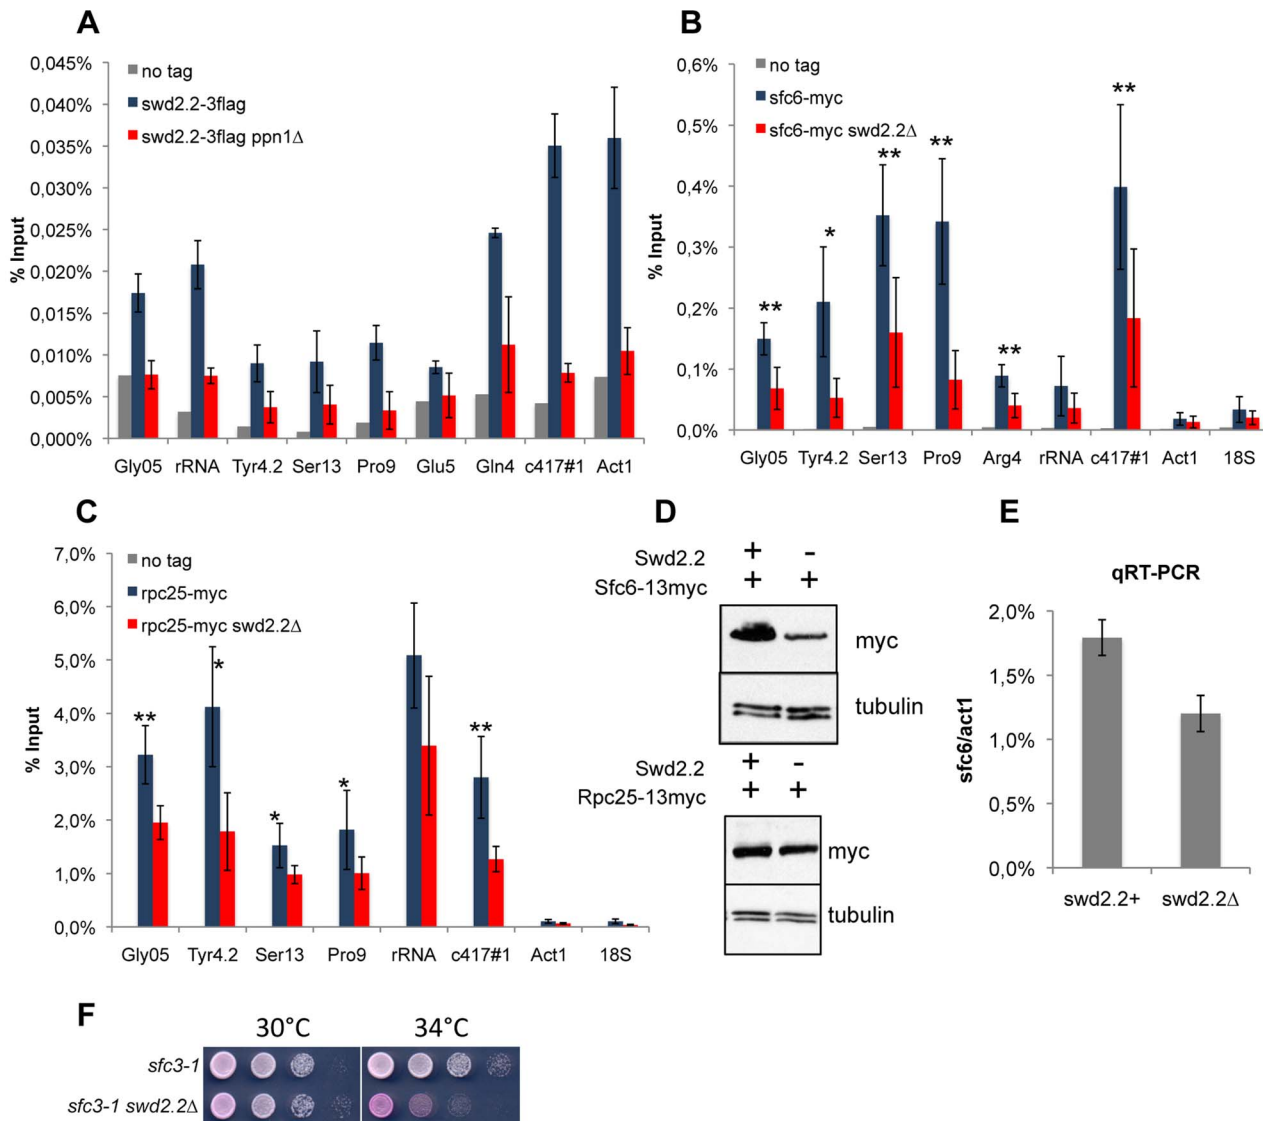 A
0,045%
0,040%
0,035%
0,030%
0,025%
0,020%
0,015%
0,010%
0,005%
0,000%
% Input
no tag
swd2.2-3flag
swd2.2-3flag ppn1Δ
Gly05 rRNA Tyr4.2 Ser13 Pro9 Glu5 Gln4 c417#1 Act1
B
0,6%
0,5%
0,4%
0,3%
0,2%
0,1%
0,0%
% Input
no tag
sfc6-myc
sfc6-myc swd2.2Δ
** * ** ** ** **
Gly05 Tyr4.2 Ser13 Pro9 Arg4 rRNA c417#1 Act1 18S
C
7,0%
6,0%
5,0%
4,0%
3,0%
2,0%
1,0%
0,0%
% Input
no tag
rpc25-myc
rpc25-myc swd2.2Δ
** * * * **
Gly05 Tyr4.2 Ser13 Pro9 rRNA c417#1 Act1 18S
D
Swd2.2 + -
Sfc6-13myc + +
myc
tubulin
Swd2.2 + -
Rpc25-13myc + +
myc
tubulin
E
qRT-PCR
2,0%
1,5%
1,0%
0,5%
0,0%
sfc6/act1
swd2.2+ swd2.2Δ
F
30°C 34°C
sfc3-1
sfc3-1 swd2.2Δ